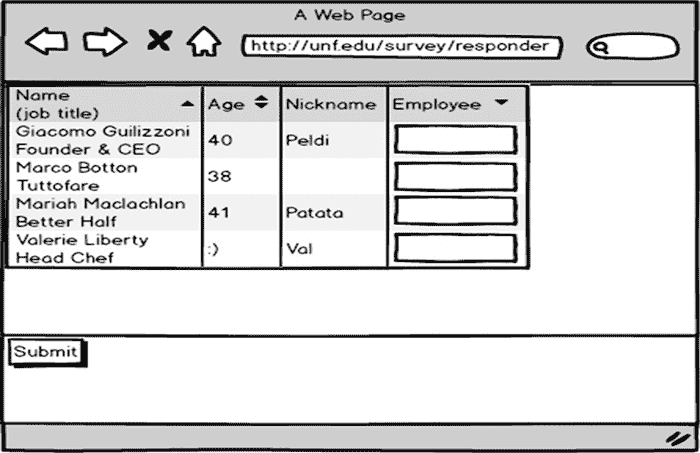 A Web Page
http://unf.edu/survey/responder
Name
(job title)
Age
Nickname
Employee
Giacomo Guilizzoni
Founder & CEO
40
Peldi
Marco Botton
Tuttofare
38
Mariah Maclachlan
Better Half
41
Patata
Valerie Liberty
Head Chef
:)
Val
Submit